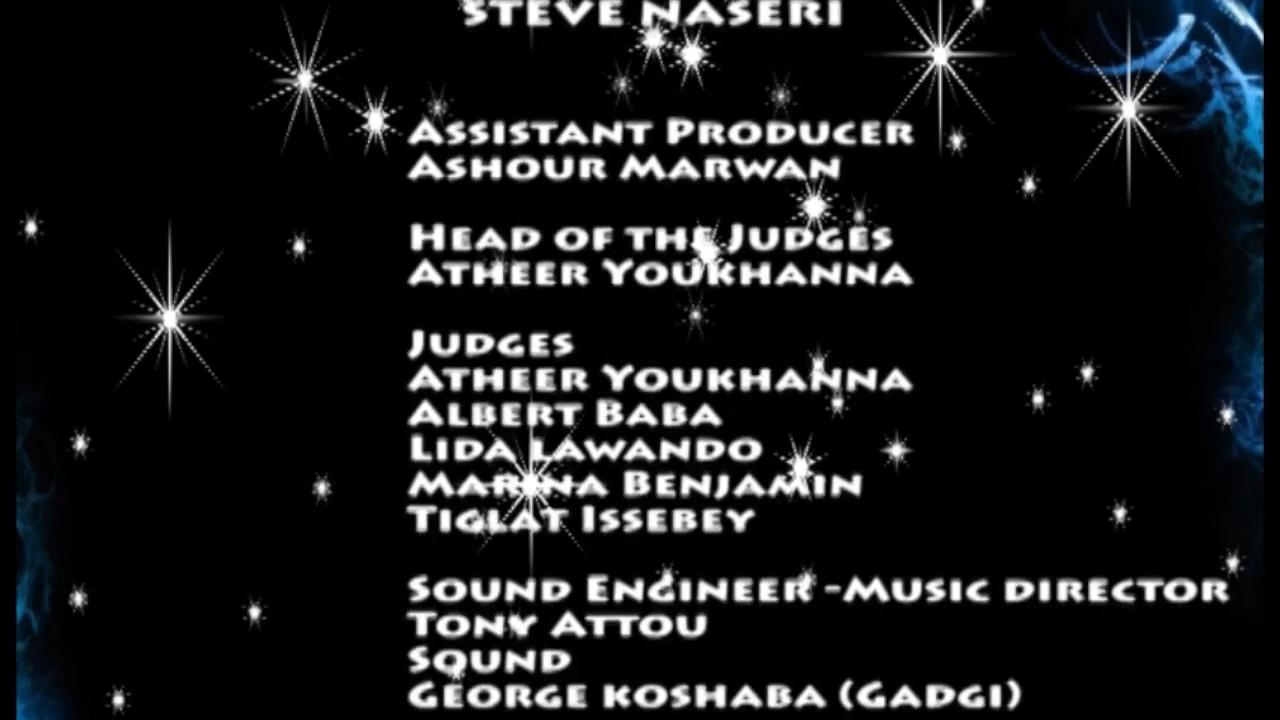 STEVE NASERI
ASSISTANT PRODUCER
ASHOUR MARWAN
HEAD OF THE JUDGES
ATHEER YOUKHANNA
JUDGES
ATHEER YOUKHANNA
ALBERT BABA
LIDA LAWANDO
MARINA BENJAMIN
TIGLAT ISSEBEY
SOUND ENGINEER -MUSIC DIRECTOR
TONY ATTOU
SOUND
GEORGE KOSHABA (GADGI)